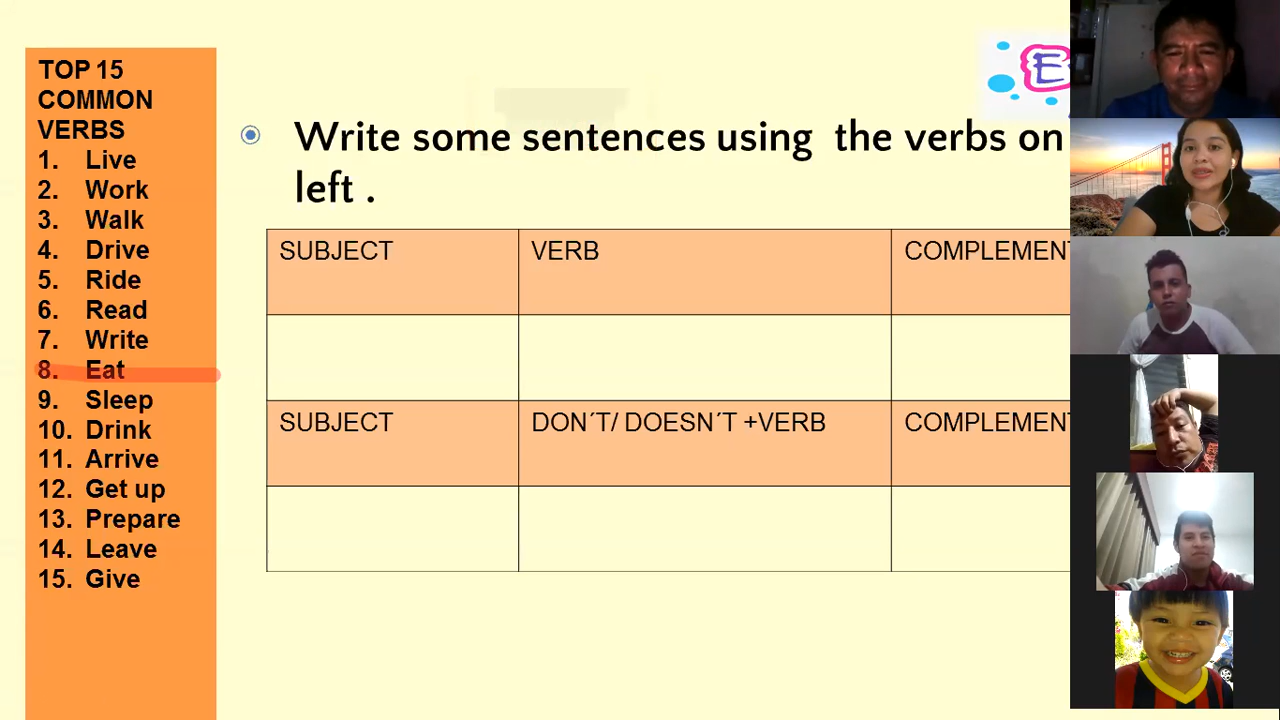 TOP 15
COMMON
VERBS
1. Live
2. Work
3. Walk
4. Drive
5. Ride
6. Read
7. Write
8. Eat
9. Sleep
10. Drink
11. Arrive
12. Get up
13. Prepare
14. Leave
15. Give
E
Write some sentences using the verbs on
left .
SUBJECT VERB COMPLEMENT
SUBJECT DON´T/ DOESN´T +VERB COMPLEMENT